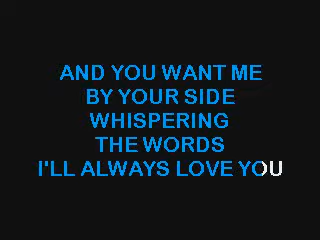 AND YOU WANT ME
BY YOUR SIDE
WHISPERING
THE WORDS
I'LL ALWAYS LOVE YOU